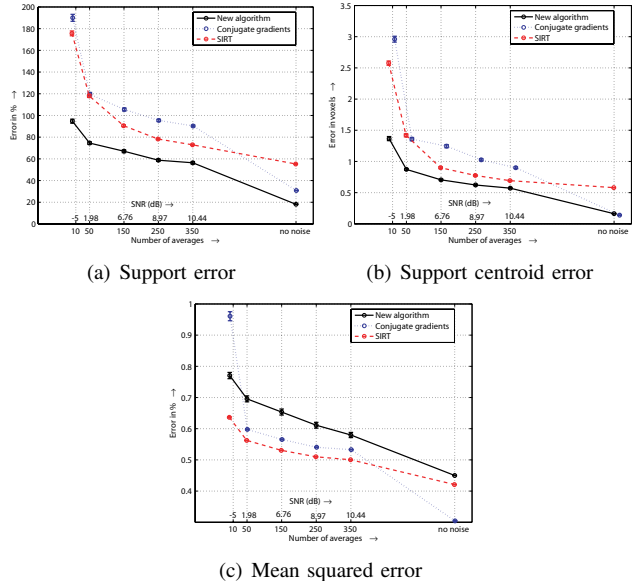 200
180
160
140
120
100
80
60
40
20
0
Error in % →
New algorithm
Conjugate gradients
SIRT
SNR (dB) →
-5 1.98 6.76 8.97 10.44
10 50 150 250 350 no noise
Number of averages →
(a) Support error
3.5
3
2.5
2
1.5
1
0.5
0
Error in voxels →
New algorithm
Conjugate gradients
SIRT
SNR (dB) →
-5 1.98 6.76 8.97 10.44
10 50 150 250 350 no noise
Number of averages →
(b) Support centroid error
1
0.9
0.8
0.7
0.6
0.5
0.4
Error in % →
New algorithm
Conjugate gradients
SIRT
SNR (dB) →
-5 1.98 6.76 8.97 10.44
10 50 150 250 350 no noise
Number of averages →
(c) Mean squared error